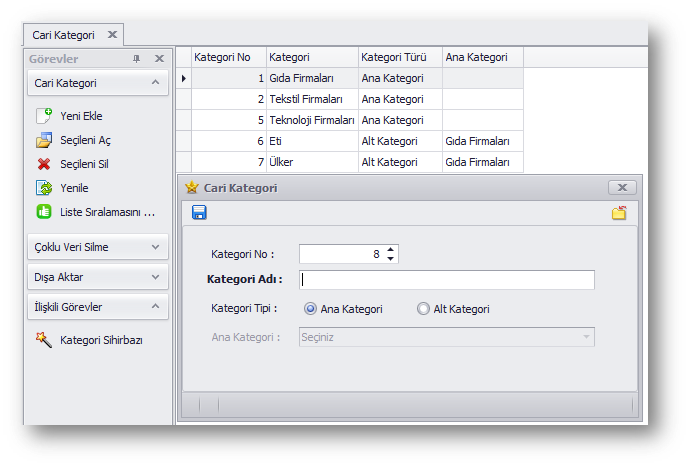 Cari Kategori
Görevler
Cari Kategori
Yeni Ekle
Seçileni Aç
Seçileni Sil
Yenile
Liste Sıralamasını ...
Çoklu Veri Silme
Dışa Aktar
İlişkili Görevler
Kategori Sihirbazı
Kategori No Kategori Kategori Türü Ana Kategori
1 Gıda Firmaları Ana Kategori
2 Tekstil Firmaları Ana Kategori
5 Teknoloji Firmaları Ana Kategori
6 Eti Alt Kategori Gıda Firmaları
7 Ülker Alt Kategori Gıda Firmaları
Cari Kategori
Kategori No : 8
Kategori Adı :
Kategori Tipi : Ana Kategori Alt Kategori
Ana Kategori : Seçiniz